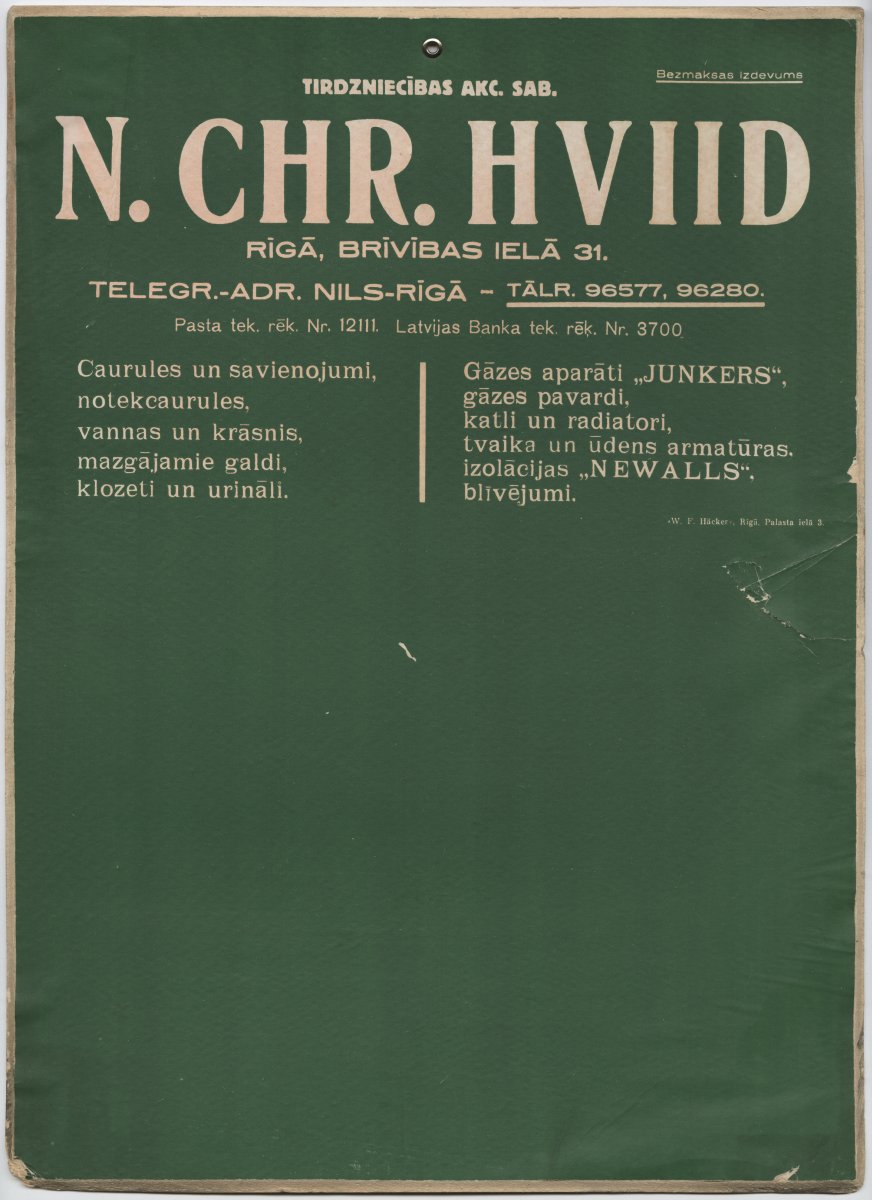 Bezmaksas izdevums
TIRDZNIECĪBAS AKC. SAB.
N. CHR. HVIID
RĪGĀ, BRĪVĪBAS IELĀ 31.
TELEGR.-ADR. NILS-RĪGĀ – TĀLR. 96577, 96280.
Pasta tek. rēķ. Nr. 12111. Latvijas Banka tek. rēķ. Nr. 3700
Caurules un savienojumi,
notekcaurules,
vannas un krāsnis,
mazgājamie galdi,
klozeti un urināli.
Gāzes aparāti „JUNKERS“,
gāzes pavardi,
katli un radiatori,
tvaika un ūdens armatūras.
izolācijas „NEWALLS“,
blīvējumi.
«W. F. Häcker», Rīgā, Palasta ielā 3.